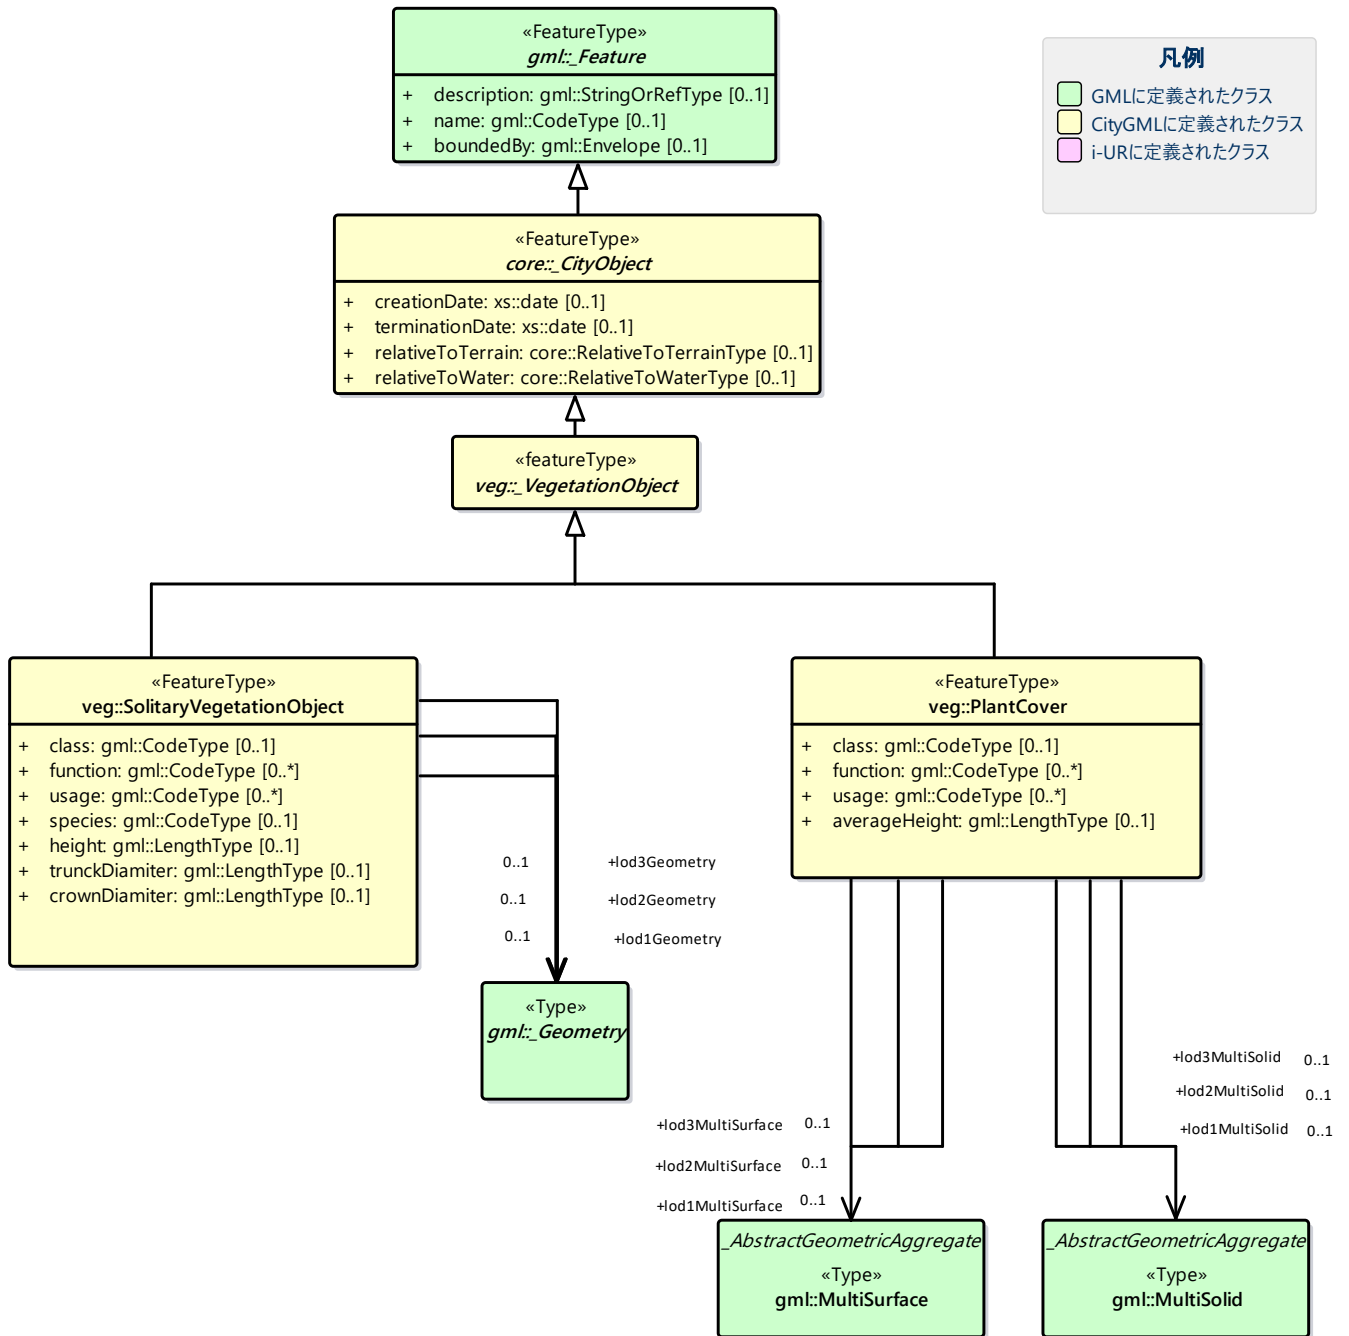 «FeatureType»
gml::_Feature
+ description: gml::StringOrRefType [0..1]
+ name: gml::CodeType [0..1]
+ boundedBy: gml::Envelope [0..1]
凡例
GMLに定義されたクラス
CityGMLに定義されたクラス
i-URに定義されたクラス
«FeatureType»
core::_CityObject
+ creationDate: xs::date [0..1]
+ terminationDate: xs::date [0..1]
+ relativeToTerrain: core::RelativeToTerrainType [0..1]
+ relativeToWater: core::RelativeToWaterType [0..1]
«featureType»
veg::_VegetationObject
«FeatureType»
veg::SolitaryVegetationObject
+ class: gml::CodeType [0..1]
+ function: gml::CodeType [0..*]
+ usage: gml::CodeType [0..*]
+ species: gml::CodeType [0..1]
+ height: gml::LengthType [0..1]
+ trunckDiamiter: gml::LengthType [0..1]
+ crownDiamiter: gml::LengthType [0..1]
«FeatureType»
veg::PlantCover
+ class: gml::CodeType [0..1]
+ function: gml::CodeType [0..*]
+ usage: gml::CodeType [0..*]
+ averageHeight: gml::LengthType [0..1]
0..1 +lod3Geometry
0..1 +lod2Geometry
0..1 +lod1Geometry
«Type»
gml::_Geometry
+lod3MultiSolid 0..1
+lod2MultiSolid 0..1
+lod1MultiSolid 0..1
+lod3MultiSurface 0..1
+lod2MultiSurface 0..1
+lod1MultiSurface 0..1
_AbstractGeometricAggregate
«Type»
gml::MultiSurface
_AbstractGeometricAggregate
«Type»
gml::MultiSolid